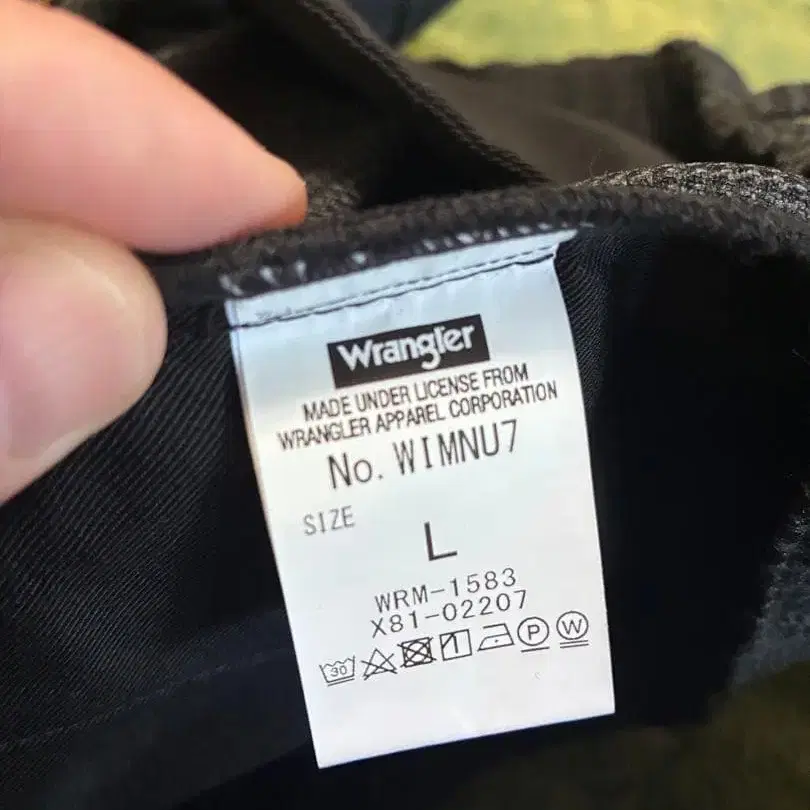 Wrangler
MADE UNDER LICENSE FROM
WRANGLER APPAREL CORPORATION
No. WIMNU7
SIZE
L
WRM-1583
X81-02207
30 P W